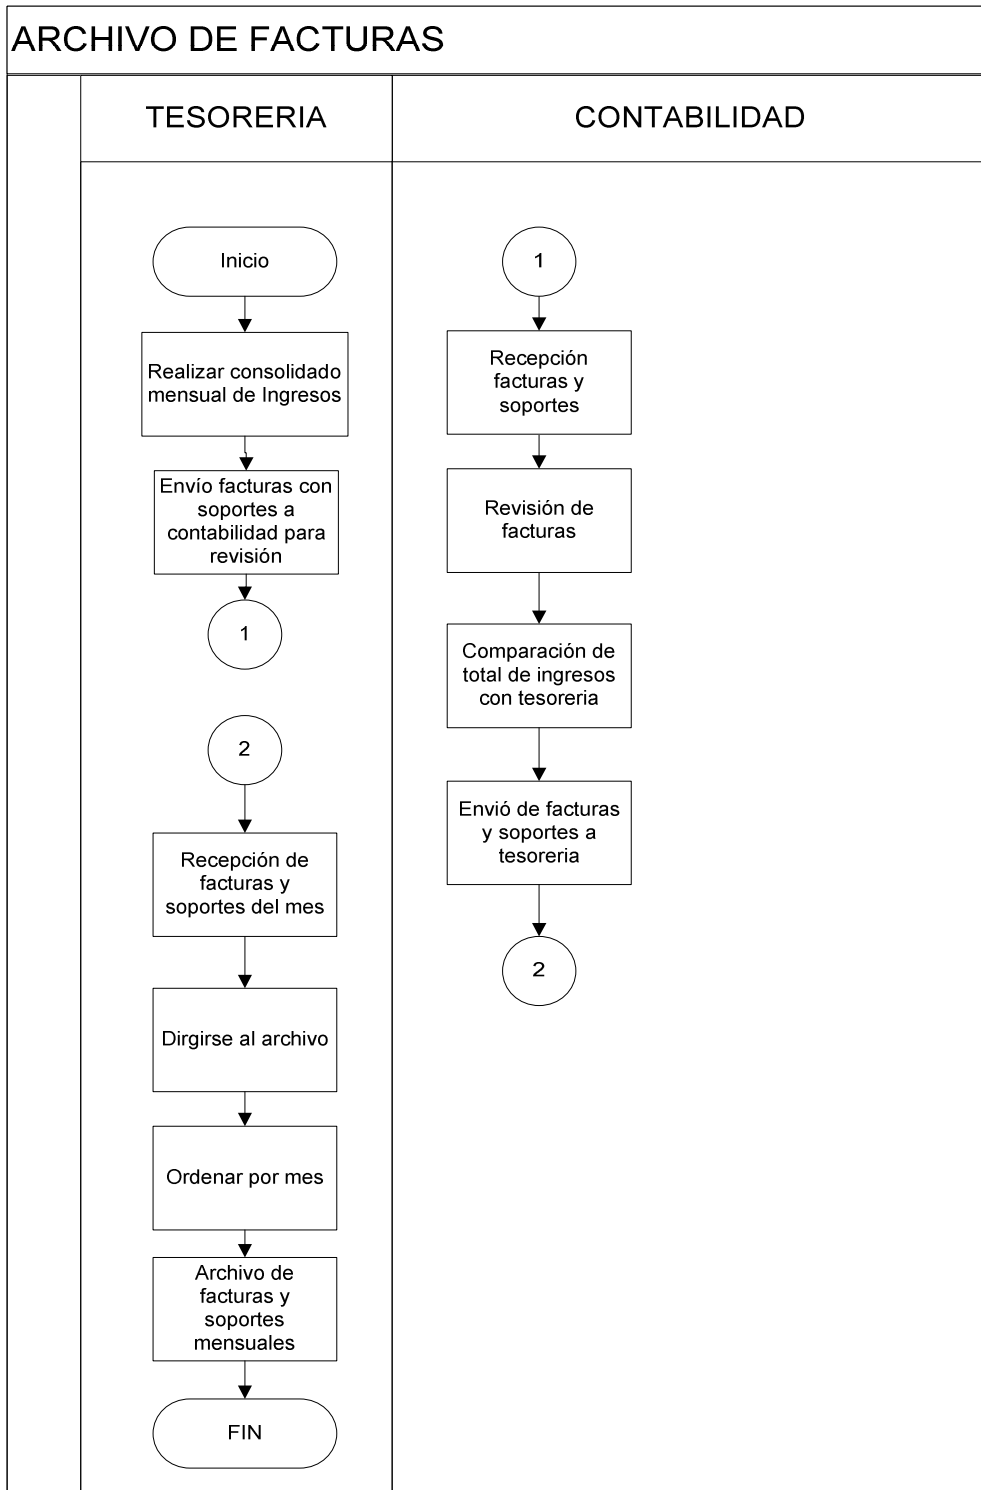 ARCHIVO DE FACTURAS
TESORERIA
CONTABILIDAD
Inicio
Realizar consolidado
mensual de Ingresos
Envío facturas con
soportes a
contabilidad para
revisión
1
2
Recepción de
facturas y
soportes del mes
Dirgirse al archivo
Ordenar por mes
Archivo de
facturas y
soportes
mensuales
FIN
1
Recepción
facturas y
soportes
Revisión de
facturas
Comparación de
total de ingresos
con tesoreria
Envió de facturas
y soportes a
tesoreria
2